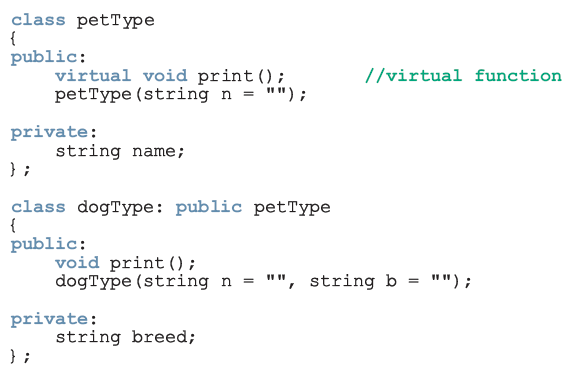 class petType
{
public:
    virtual void print();       //virtual function
    petType(string n = "");

private:
    string name;
};

class dogType: public petType
{
public:
    void print();
    dogType(string n = "", string b = "");

private:
    string breed;
};